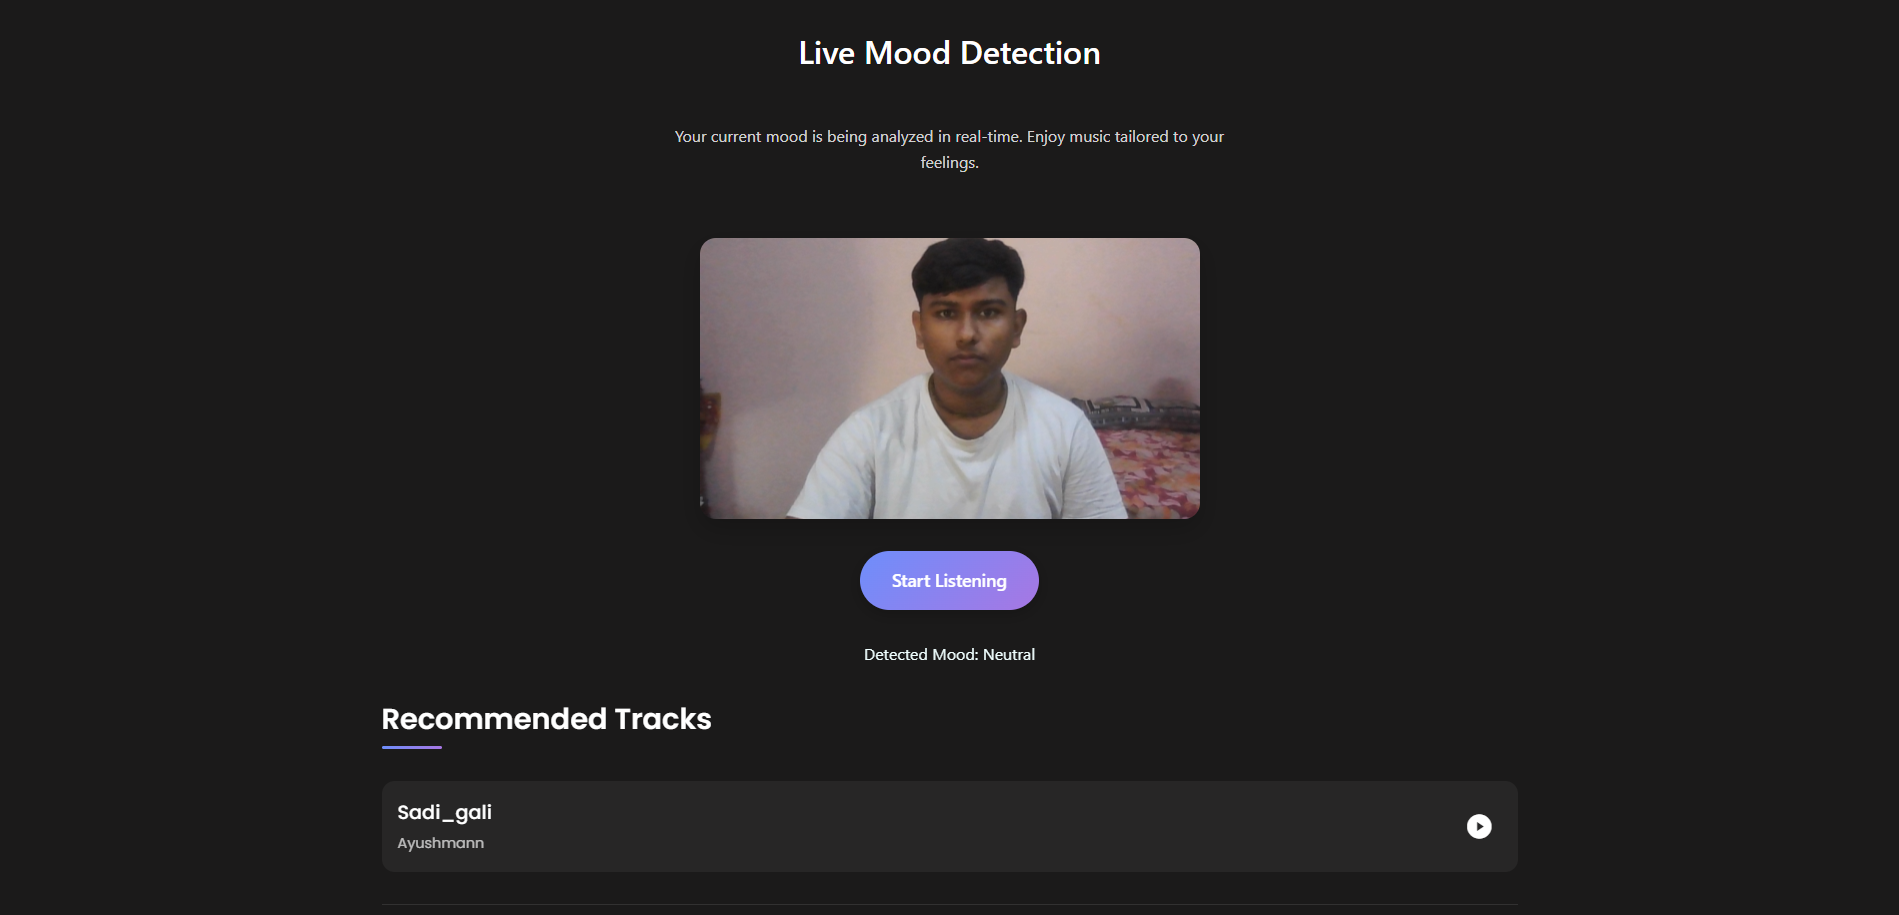 Live Mood Detection
Your current mood is being analyzed in real-time. Enjoy music tailored to your
feelings.
Start Listening
Detected Mood: Neutral
Recommended Tracks
Sadi_gali
Ayushmann